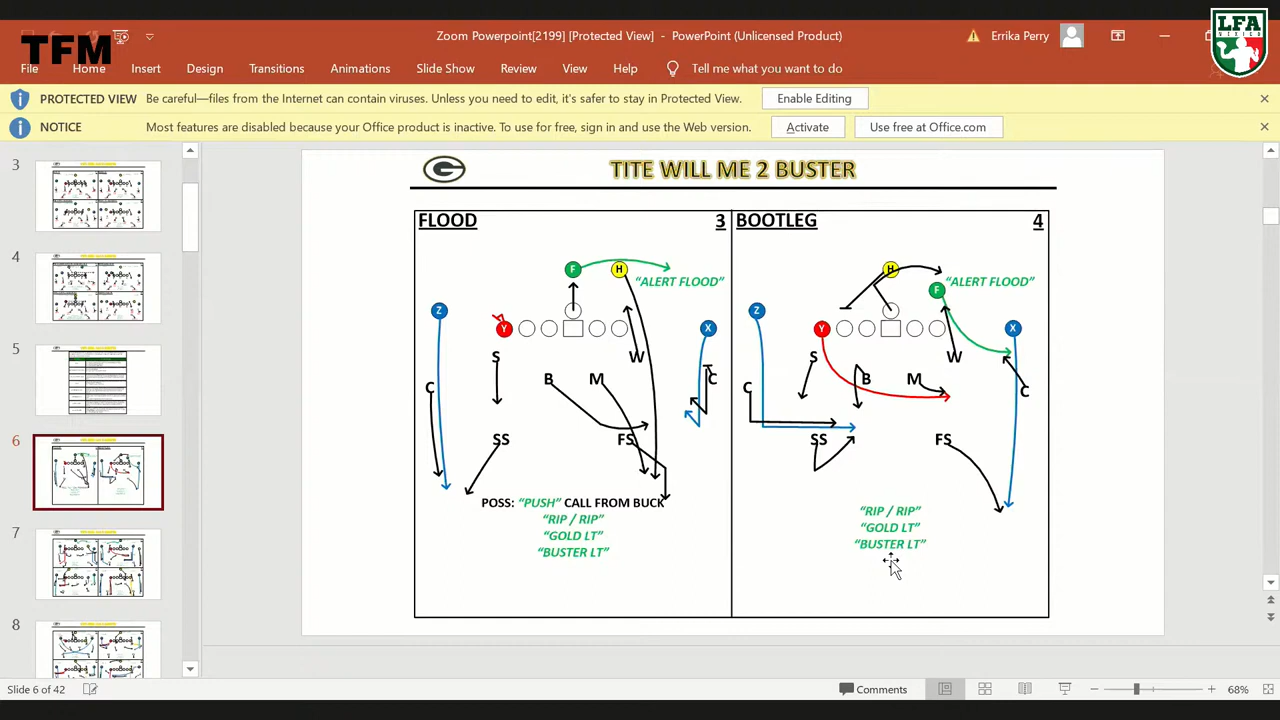 TFM
Zoom Powerpoint[2199] [Protected View] - PowerPoint (Unlicensed Product)
Errika Perry
LFA
MEXICO
File Home Insert Design Transitions Animations Slide Show Review View Help Tell me what you want to do
PROTECTED VIEW Be careful—files from the Internet can contain viruses. Unless you need to edit, it's safer to stay in Protected View. Enable Editing
NOTICE Most features are disabled because your Office product is inactive. To use for free, sign in and use the Web version. Activate Use free at Office.com
3
4
5
6
7
8
G
TITE WILL ME 2 BUSTER
FLOOD 3
F H
"ALERT FLOOD"
Z
Y X
S W
B M C
C
SS FS
POSS: "PUSH" CALL FROM BUCK
"RIP / RIP"
"GOLD LT"
"BUSTER LT"
BOOTLEG 4
H
F "ALERT FLOOD"
Z
Y X
S W
B M
C C
SS FS
"RIP / RIP"
"GOLD LT"
"BUSTER LT"
Slide 6 of 42
Comments
68%